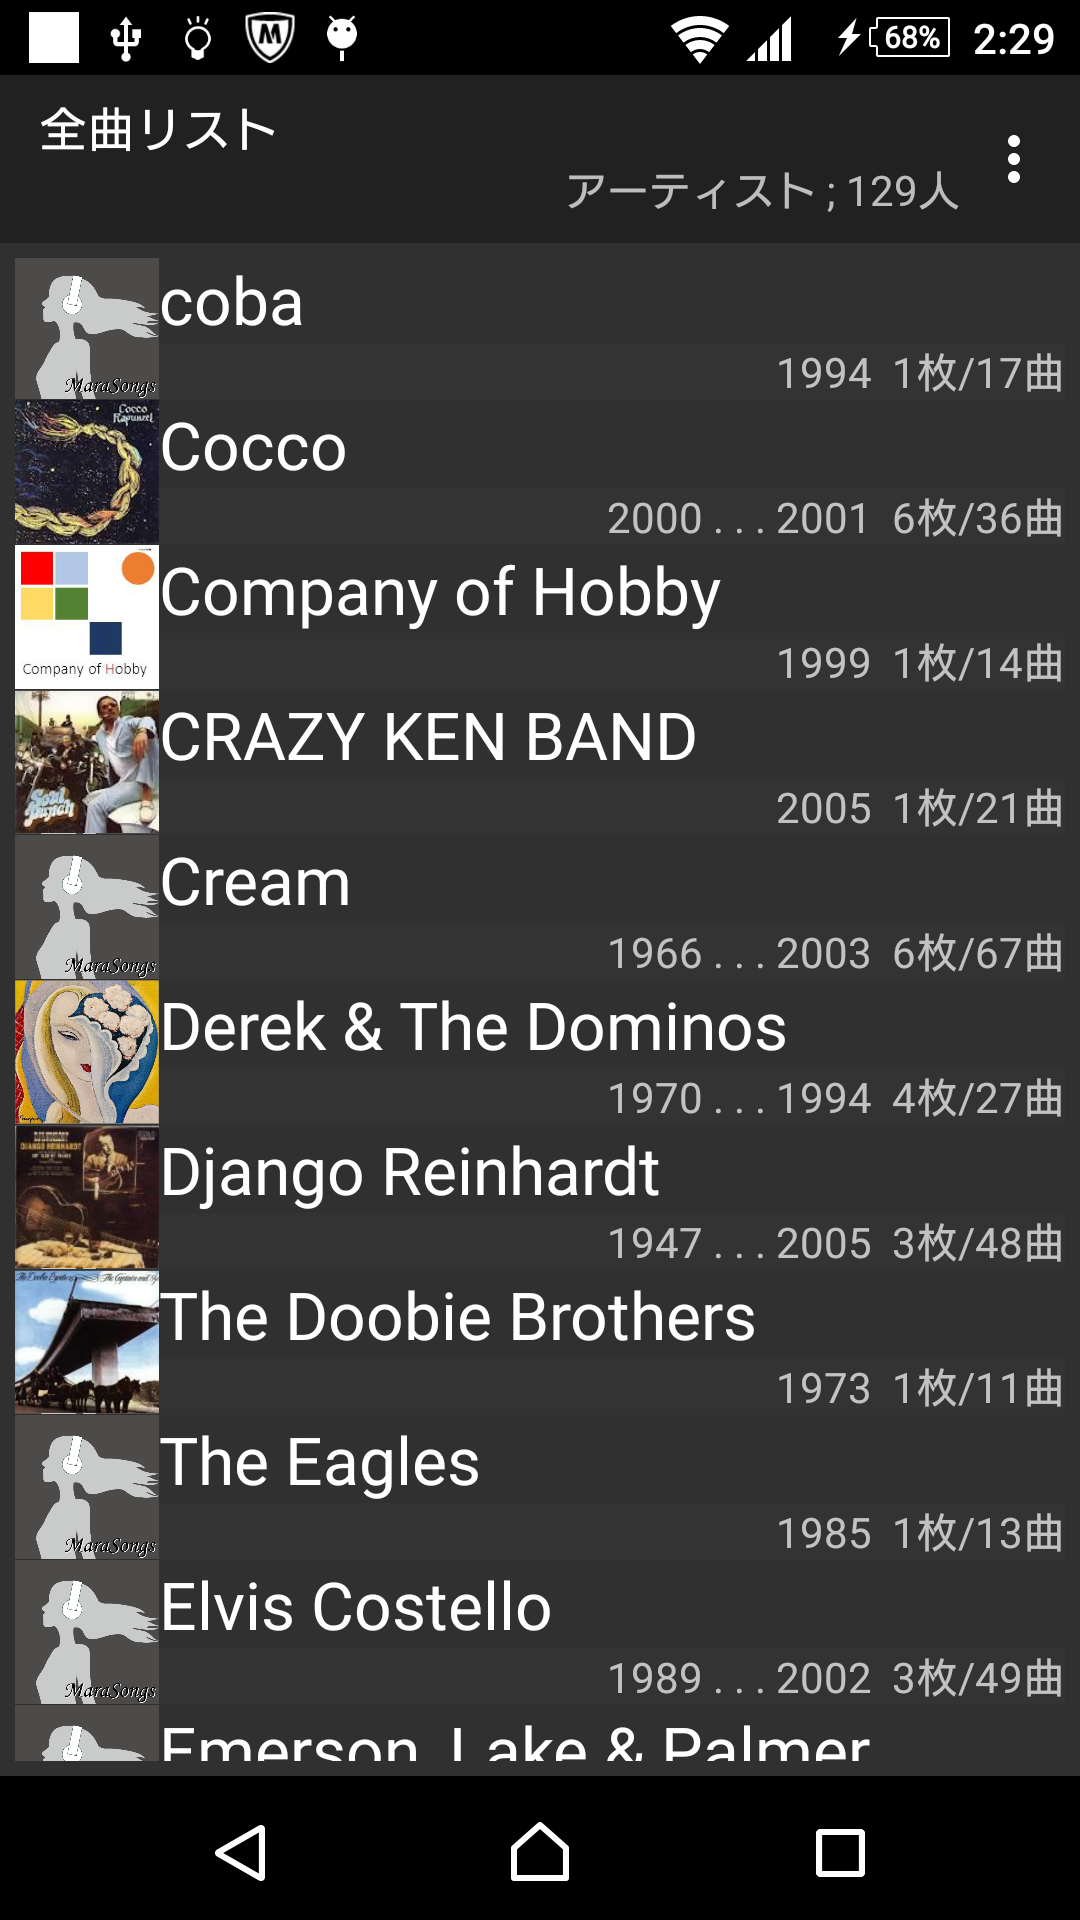 68% 2:29
全曲リスト
アーティスト ; 129人
coba
MaraSongs
1994 1枚/17曲
Cocco
Rapunzel
Cocco
2000 . . . 2001 6枚/36曲
Company of Hobby
Company of Hobby
1999 1枚/14曲
CRAZY KEN BAND
Soul Punch
2005 1枚/21曲
Cream
MaraSongs
1966 . . . 2003 6枚/67曲
Derek & The Dominos
1970 . . . 1994 4枚/27曲
DJANGO REINHARDT
Django Reinhardt
1947 . . . 2005 3枚/48曲
The Doobie Brothers
The Doobie Brothers
1973 1枚/11曲
The Eagles
MaraSongs
1985 1枚/13曲
Elvis Costello
MaraSongs
1989 . . . 2002 3枚/49曲
Emerson, Lake & Palmer